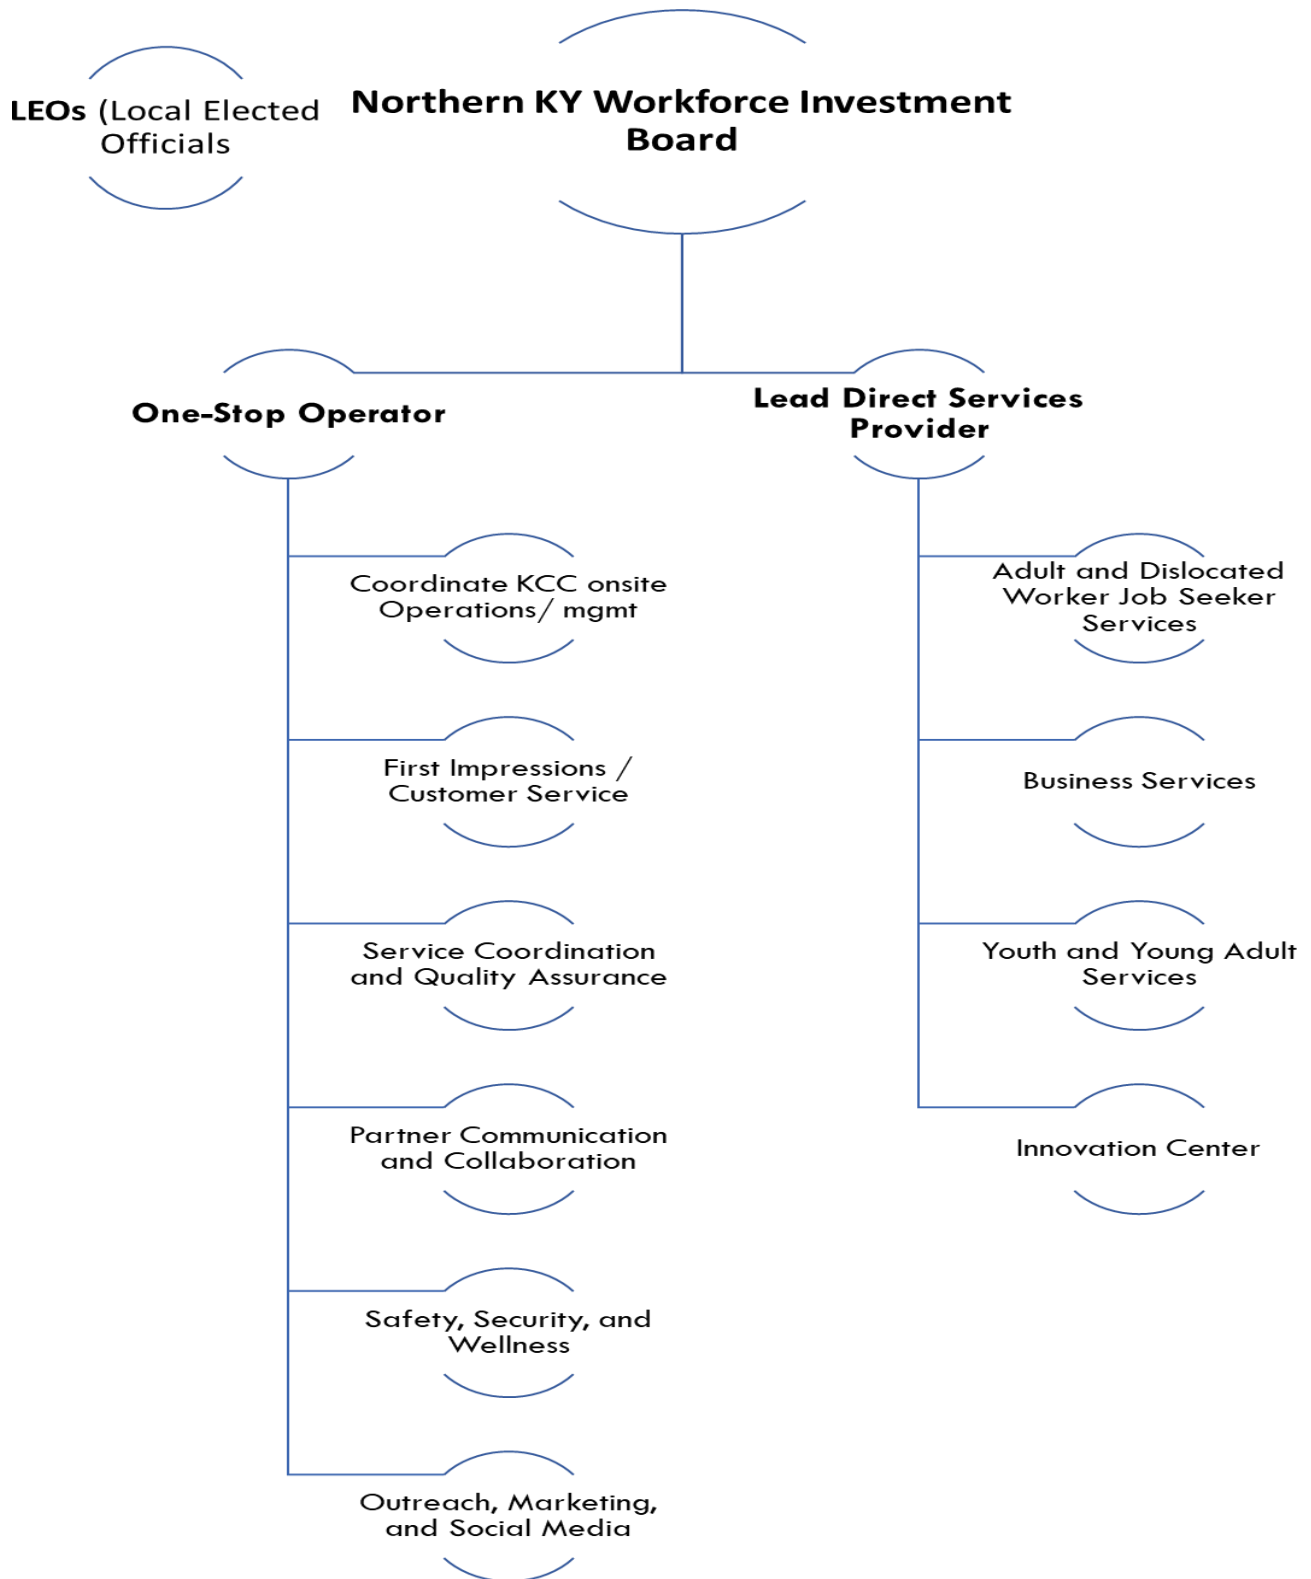 LEOs (Local Elected
Officials
Northern KY Workforce Investment
Board
One-Stop Operator
Lead Direct Services
Provider
Coordinate KCC onsite
Operations/ mgmt
First Impressions /
Customer Service
Service Coordination
and Quality Assurance
Partner Communication
and Collaboration
Safety, Security, and
Wellness
Outreach, Marketing,
and Social Media
Adult and Dislocated
Worker Job Seeker
Services
Business Services
Youth and Young Adult
Services
Innovation Center